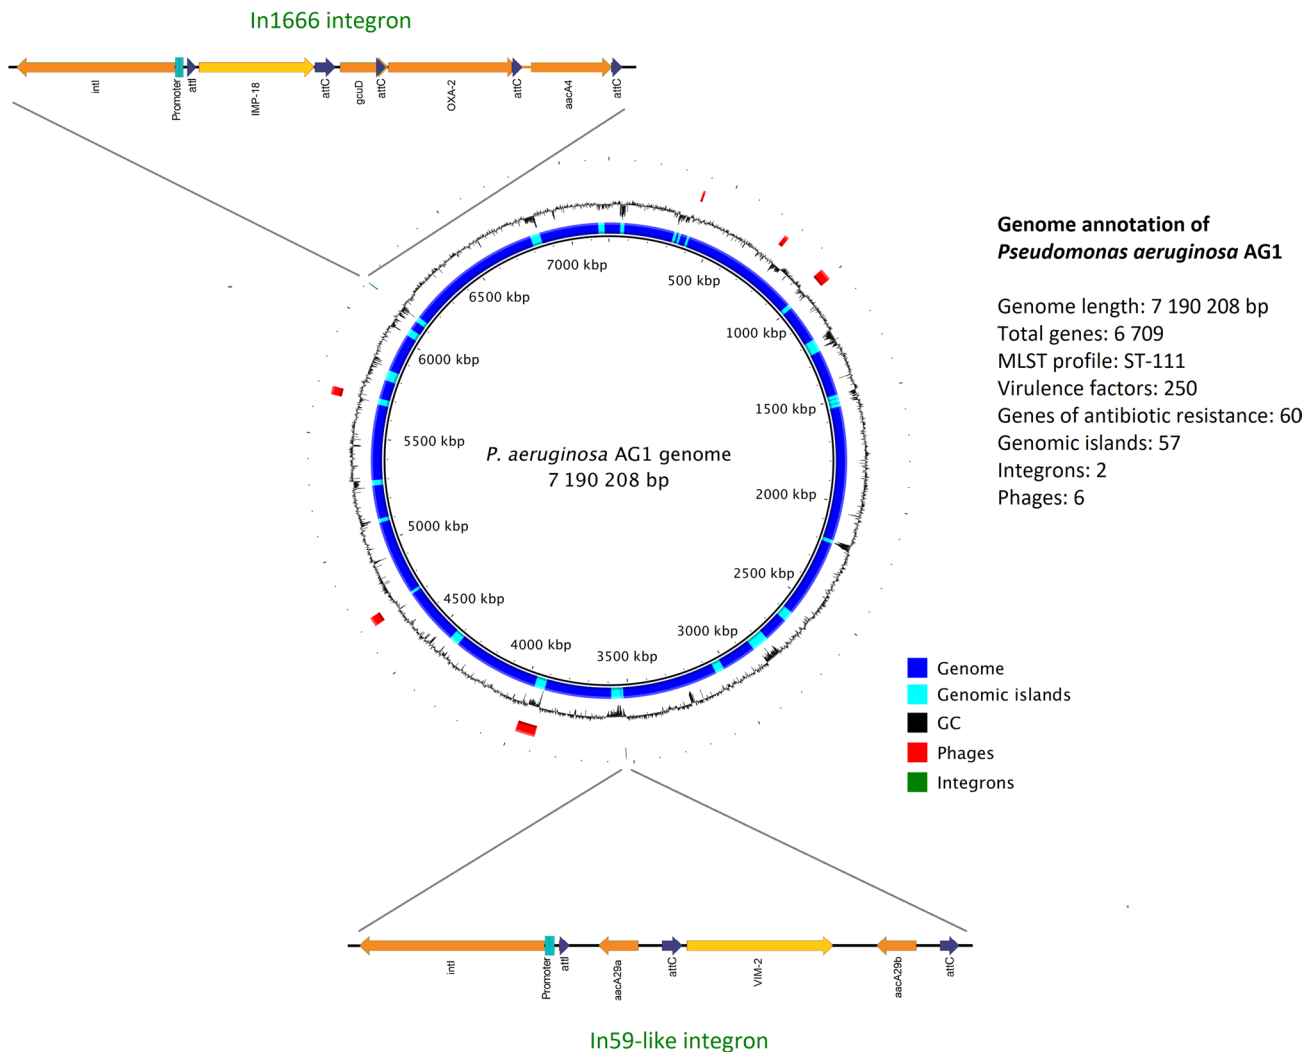 In1666 integron
intI
Promoter
attI
IMP-18
attC
gcuD
attC
OXA-2
attC
aacA4
attC
Genome annotation of
Pseudomonas aeruginosa AG1
Genome length: 7 190 208 bp
Total genes: 6 709
MLST profile: ST-111
Virulence factors: 250
Genes of antibiotic resistance: 60
Genomic islands: 57
Integrons: 2
Phages: 6
P. aeruginosa AG1 genome
7 190 208 bp
500 kbp
1000 kbp
1500 kbp
2000 kbp
2500 kbp
3000 kbp
3500 kbp
4000 kbp
4500 kbp
5000 kbp
5500 kbp
6000 kbp
6500 kbp
7000 kbp
Genome
Genomic islands
GC
Phages
Integrons
intI
Promoter
attI
aacA29a
attC
VIM-2
aacA29b
attC
In59-like integron